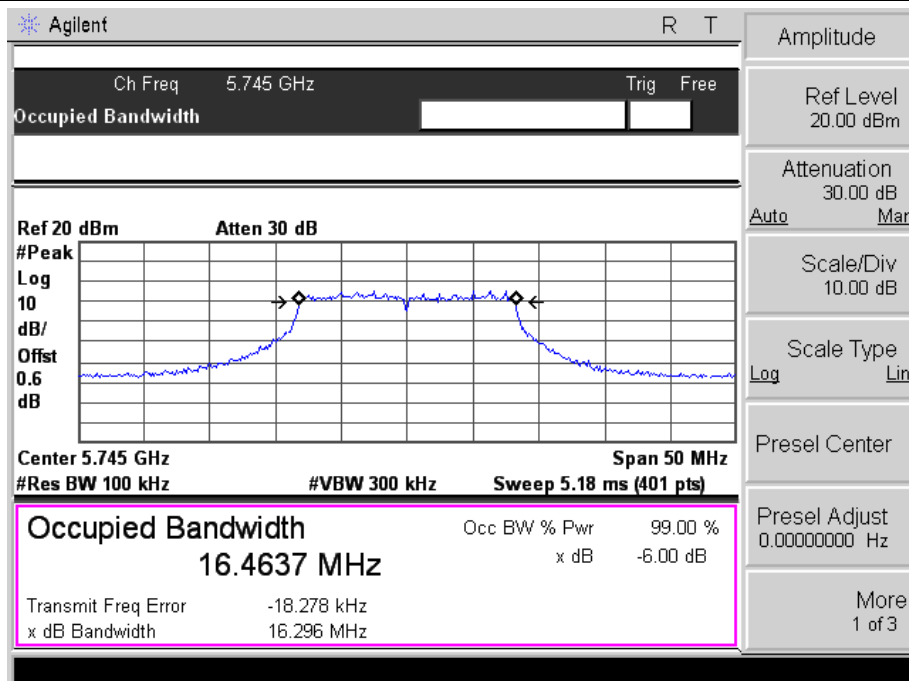 Agilent R T
Ch Freq 5.745 GHz Trig Free
Occupied Bandwidth
Ref 20 dBm Atten 30 dB
#Peak
Log
10
dB/
Offst
0.6
dB
Center 5.745 GHz Span 50 MHz
#Res BW 100 kHz #VBW 300 kHz Sweep 5.18 ms (401 pts)
Occupied Bandwidth
16.4637 MHz
Occ BW % Pwr 99.00 %
x dB -6.00 dB
Transmit Freq Error -18.278 kHz
x dB Bandwidth 16.296 MHz
Amplitude
Ref Level
20.00 dBm
Attenuation
30.00 dB
Auto Man
Scale/Div
10.00 dB
Scale Type
Log Lin
Presel Center
Presel Adjust
0.00000000 Hz
More
1 of 3